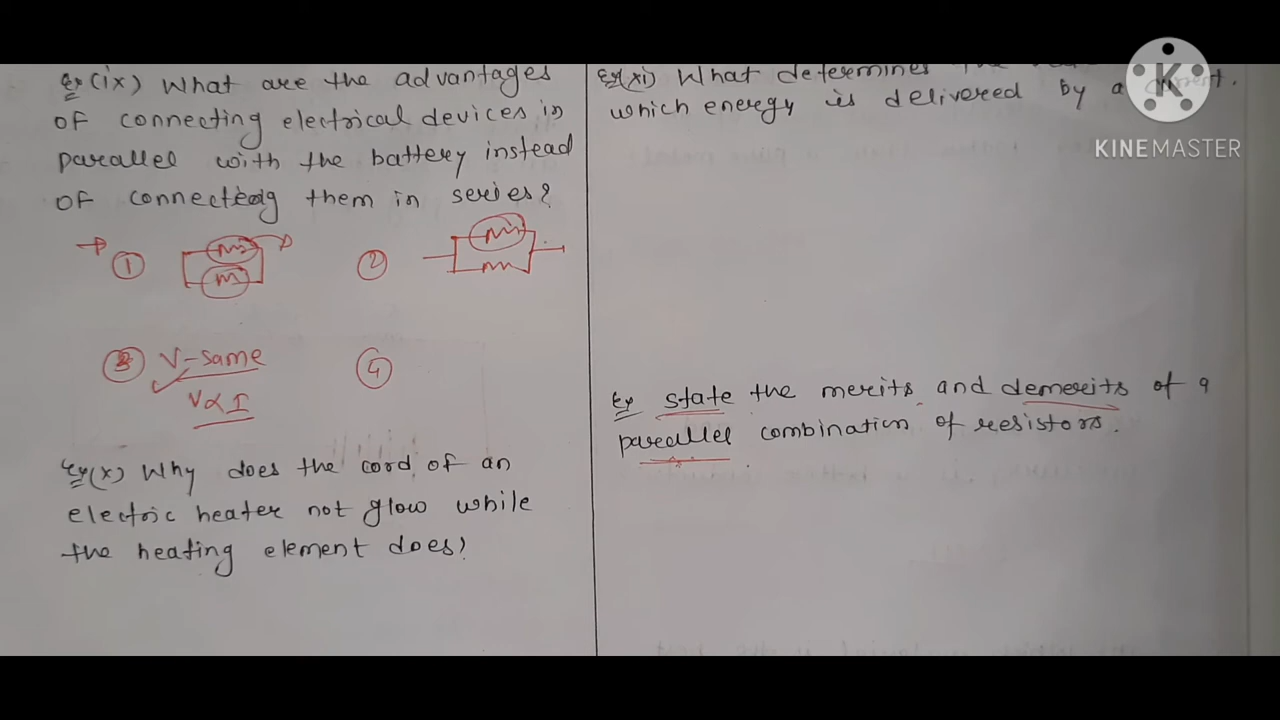 Ex(ix) What are the advantages
of connecting electrical devices in
parallel with the battery instead
of connecting them in series?
①
②
③ V-same
V∝I
④
Ex(x) Why does the cord of an
electric heater not glow while
the heating element does?
Ex(xi) What determines the
which energy is delivered by a
Ex state the merits and demerits of a
parallel combination of resistors.
K
KINEMASTER